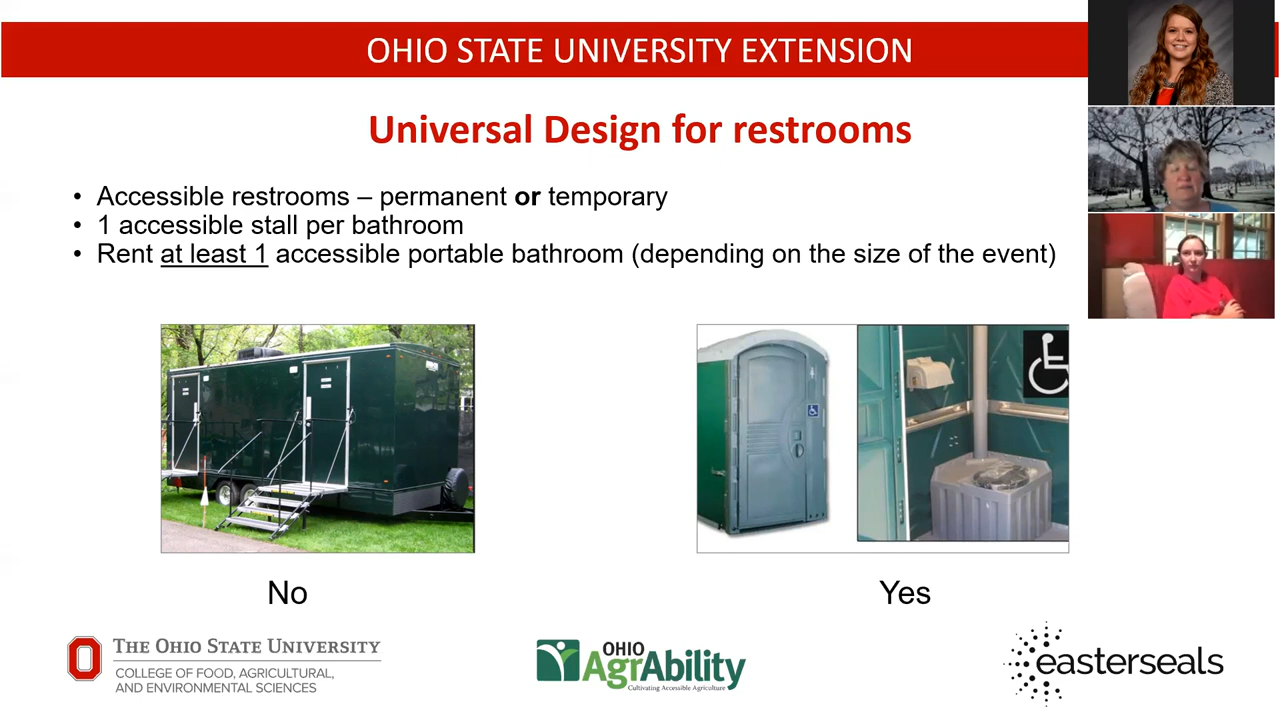 OHIO STATE UNIVERSITY EXTENSION
Universal Design for restrooms
• Accessible restrooms – permanent or temporary
• 1 accessible stall per bathroom
• Rent at least 1 accessible portable bathroom (depending on the size of the event)
No
Yes
THE OHIO STATE UNIVERSITY
COLLEGE OF FOOD, AGRICULTURAL,
AND ENVIRONMENTAL SCIENCES
OHIO
AgrAbility
Cultivating Accessible Agriculture
easterseals